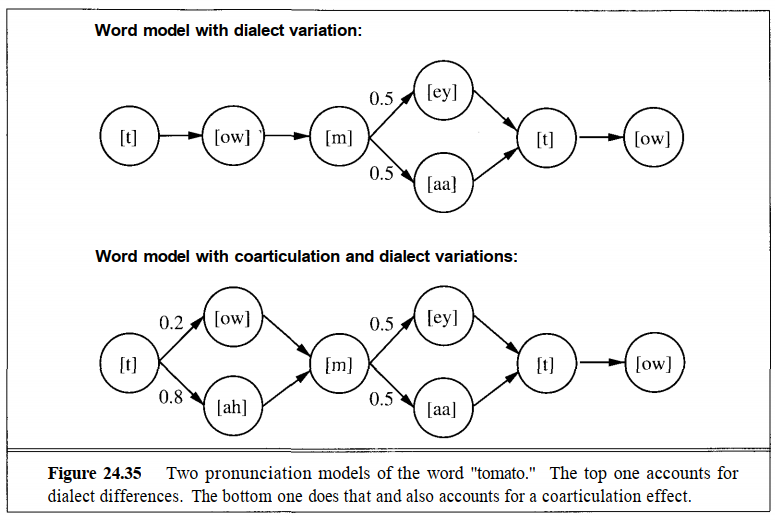 Word model with dialect variation:
0.5 [ey]
[t] [ow] [m] [t] [ow]
0.5 [aa]
Word model with coarticulation and dialect variations:
0.2 [ow] 0.5 [ey]
[t] [m] [t] [ow]
0.8 [ah] 0.5 [aa]
Figure 24.35 Two pronunciation models of the word "tomato." The top one accounts for
dialect differences. The bottom one does that and also accounts for a coarticulation effect.